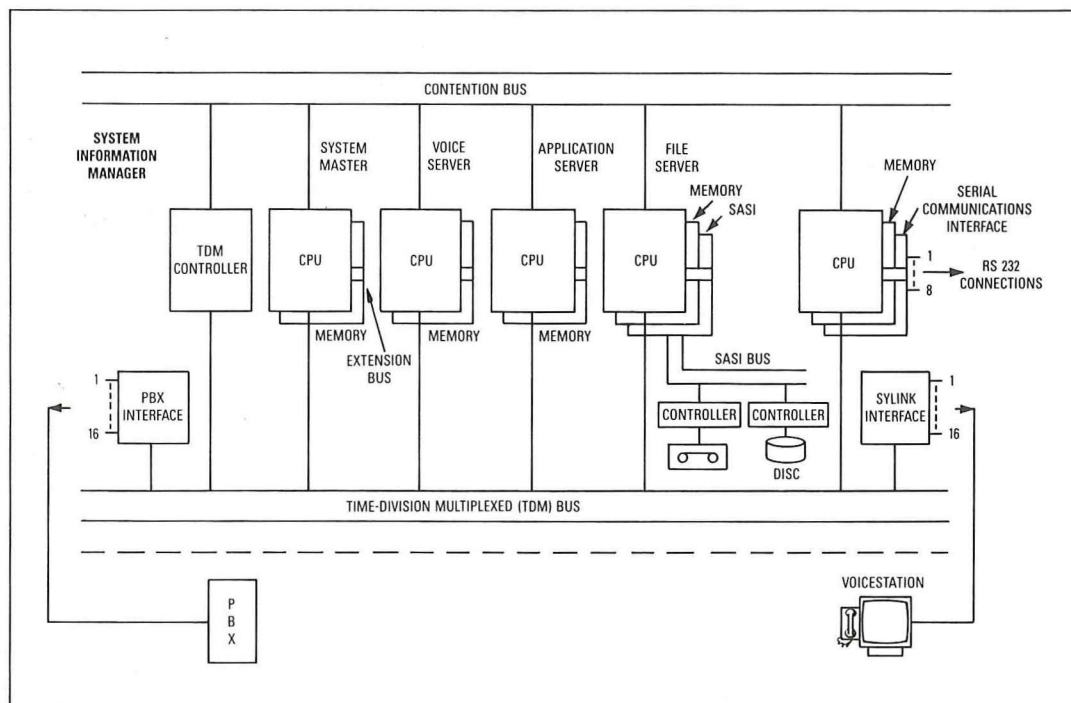 CONTENTION BUS
SYSTEM
INFORMATION
MANAGER
SYSTEM
MASTER
VOICE
SERVER
APPLICATION
SERVER
FILE
SERVER
MEMORY
SASI
MEMORY
SERIAL
COMMUNICATIONS
INTERFACE
TDM
CONTROLLER
CPU
CPU
CPU
CPU
CPU
1
8
RS 232
CONNECTIONS
MEMORY
MEMORY
MEMORY
EXTENSION
BUS
SASI BUS
1
PBX
INTERFACE
16
CONTROLLER
CONTROLLER
DISC
SYLINK
INTERFACE
1
16
TIME-DIVISION MULTIPLEXED (TDM) BUS
P
B
X
VOICESTATION